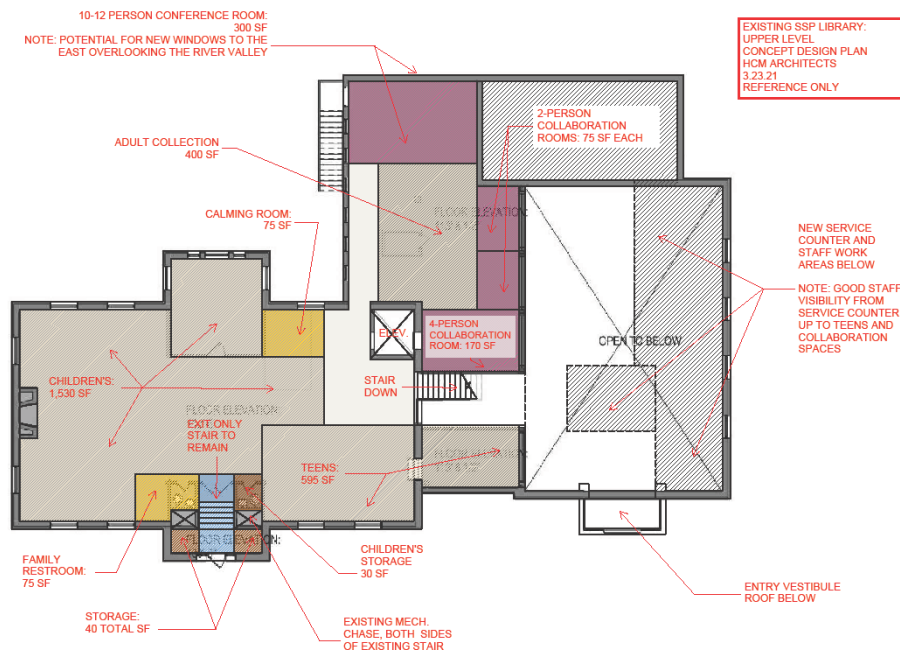 10-12 PERSON CONFERENCE ROOM:
300 SF
NOTE: POTENTIAL FOR NEW WINDOWS TO THE
EAST OVERLOOKING THE RIVER VALLEY
EXISTING SSP LIBRARY:
UPPER LEVEL
CONCEPT DESIGN PLAN
HCM ARCHITECTS
3.23.21
REFERENCE ONLY
2-PERSON
COLLABORATION
ROOMS: 75 SF EACH
ADULT COLLECTION
400 SF
CALMING ROOM:
75 SF
FLOOR ELEVATION:
NEW SERVICE
COUNTER AND
STAFF WORK
AREAS BELOW
NOTE: GOOD STAFF
VISIBILITY FROM
SERVICE COUNTER
UP TO TEENS AND
COLLABORATION
SPACES
ELEV.
4-PERSON
COLLABORATION
ROOM: 170 SF
OPEN TO BELOW
STAIR
DOWN
CHILDREN'S:
1,530 SF
FLOOR ELEVATION:
EXIT ONLY
STAIR TO
REMAIN
TEENS:
595 SF
FLOOR ELEVATION:
FLOOR ELEVATION:
FAMILY
RESTROOM:
75 SF
CHILDREN'S
STORAGE
30 SF
STORAGE:
40 TOTAL SF
EXISTING MECH.
CHASE, BOTH SIDES
OF EXISTING STAIR
ENTRY VESTIBULE
ROOF BELOW